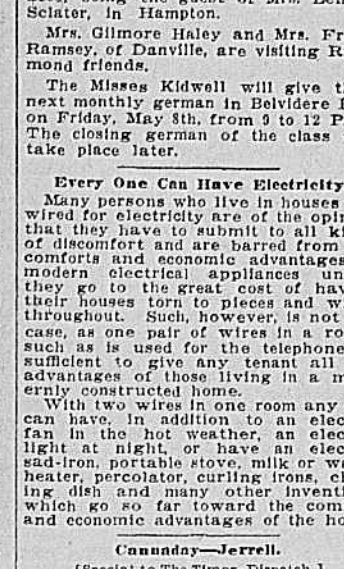 Sclater, in Hampton.
Mrs. Gilmore Haley and Mrs. Fr
Ramsey, of Danville, are visiting R
mond friends.
The Misses Kidwell will give t
next monthly german in Belvidere
on Friday, May 8th, from 9 to 12 P
The closing german of the class
take place later.
Every One Can Have Electricity
Many persons who live in houses
wired for electricity are of the opin
that they have to submit to all ki
of discomfort and are barred from
comforts and economic advantages
modern electrical appliances un
they go to the great cost of hav
their houses torn to pieces and w
throughout. Such, however, is not
case, as one pair of wires in a ro
such as is used for the telephone
sufficient to give any tenant all
advantages of those living in a m
ernly constructed home.
With two wires in one room any
can have, in addition to an elec
fan in the hot weather, an elec
light at night, or have an elec
sad-iron, portable stove, milk or w
heater, percolator, curling irons, c
ing dish and many other inventi
which go so far toward the com
and economic advantages of the ho
Cannaday—Jerrell.
[Special to The Times-Dispatch.]